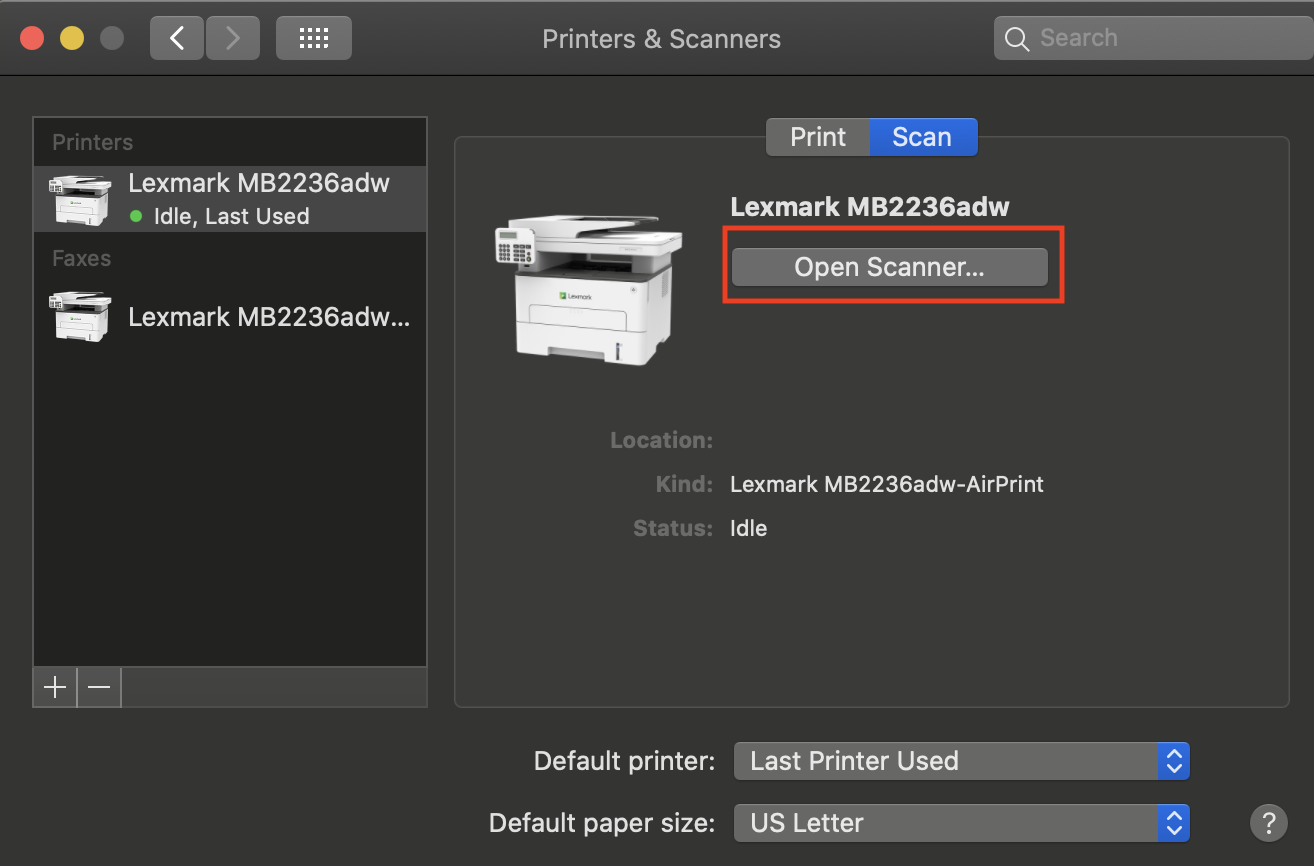 Printers & Scanners
Search
Printers
Lexmark MB2236adw
Idle, Last Used
Faxes
Lexmark MB2236adw...
Print
Scan
Lexmark MB2236adw
Open Scanner...
Lexmark
Location:
Kind: Lexmark MB2236adw-AirPrint
Status: Idle
Default printer: Last Printer Used
Default paper size: US Letter
?